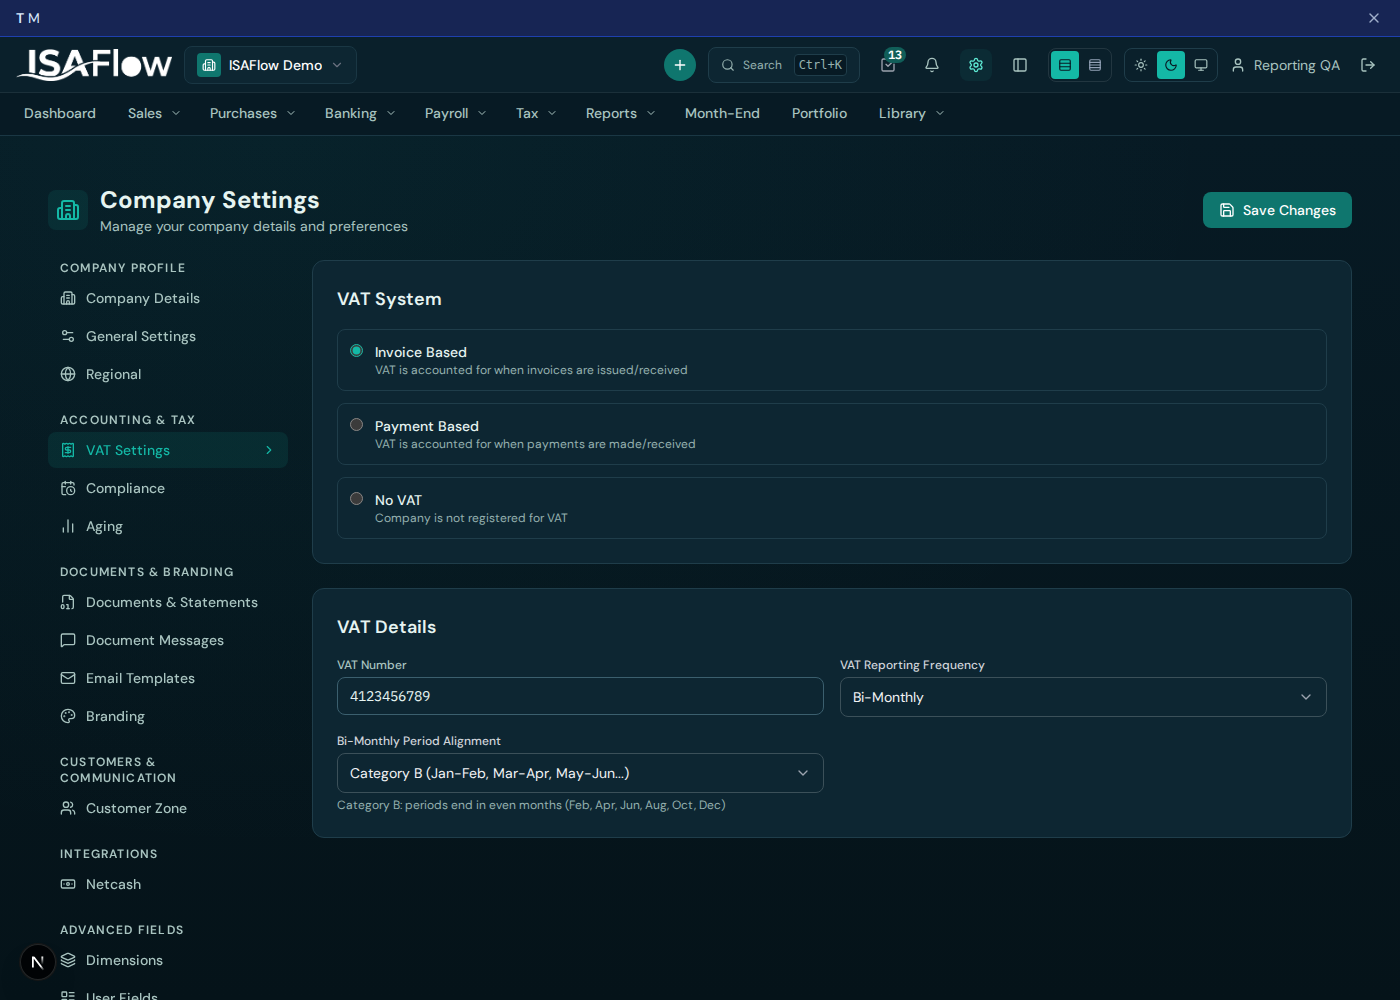 T M
ISAFlow
ISAFlow Demo
Search Ctrl+K
13
Reporting QA
Dashboard Sales Purchases Banking Payroll Tax Reports Month-End Portfolio Library
Company Settings
Manage your company details and preferences
Save Changes
COMPANY PROFILE
Company Details
General Settings
Regional
ACCOUNTING & TAX
VAT Settings
Compliance
Aging
DOCUMENTS & BRANDING
Documents & Statements
Document Messages
Email Templates
Branding
CUSTOMERS &
COMMUNICATION
Customer Zone
INTEGRATIONS
Netcash
ADVANCED FIELDS
Dimensions
User Fields
N
VAT System
Invoice Based
VAT is accounted for when invoices are issued/received
Payment Based
VAT is accounted for when payments are made/received
No VAT
Company is not registered for VAT
VAT Details
VAT Number
4123456789
VAT Reporting Frequency
Bi-Monthly
Bi-Monthly Period Alignment
Category B (Jan-Feb, Mar-Apr, May-Jun...)
Category B: periods end in even months (Feb, Apr, Jun, Aug, Oct, Dec)